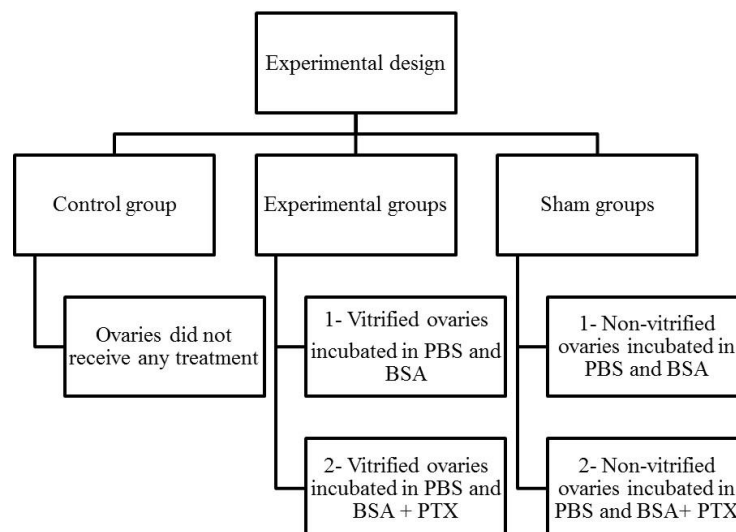 Experimental design
Control group
Experimental groups
Sham groups
Ovaries did not
receive any treatment
1- Vitrified ovaries
incubated in PBS and
BSA
1- Non-vitrified
ovaries incubated in
PBS and BSA
2- Vitrified ovaries
incubated in PBS and
BSA + PTX
2- Non-vitrified
ovaries incubated in
PBS and BSA+ PTX